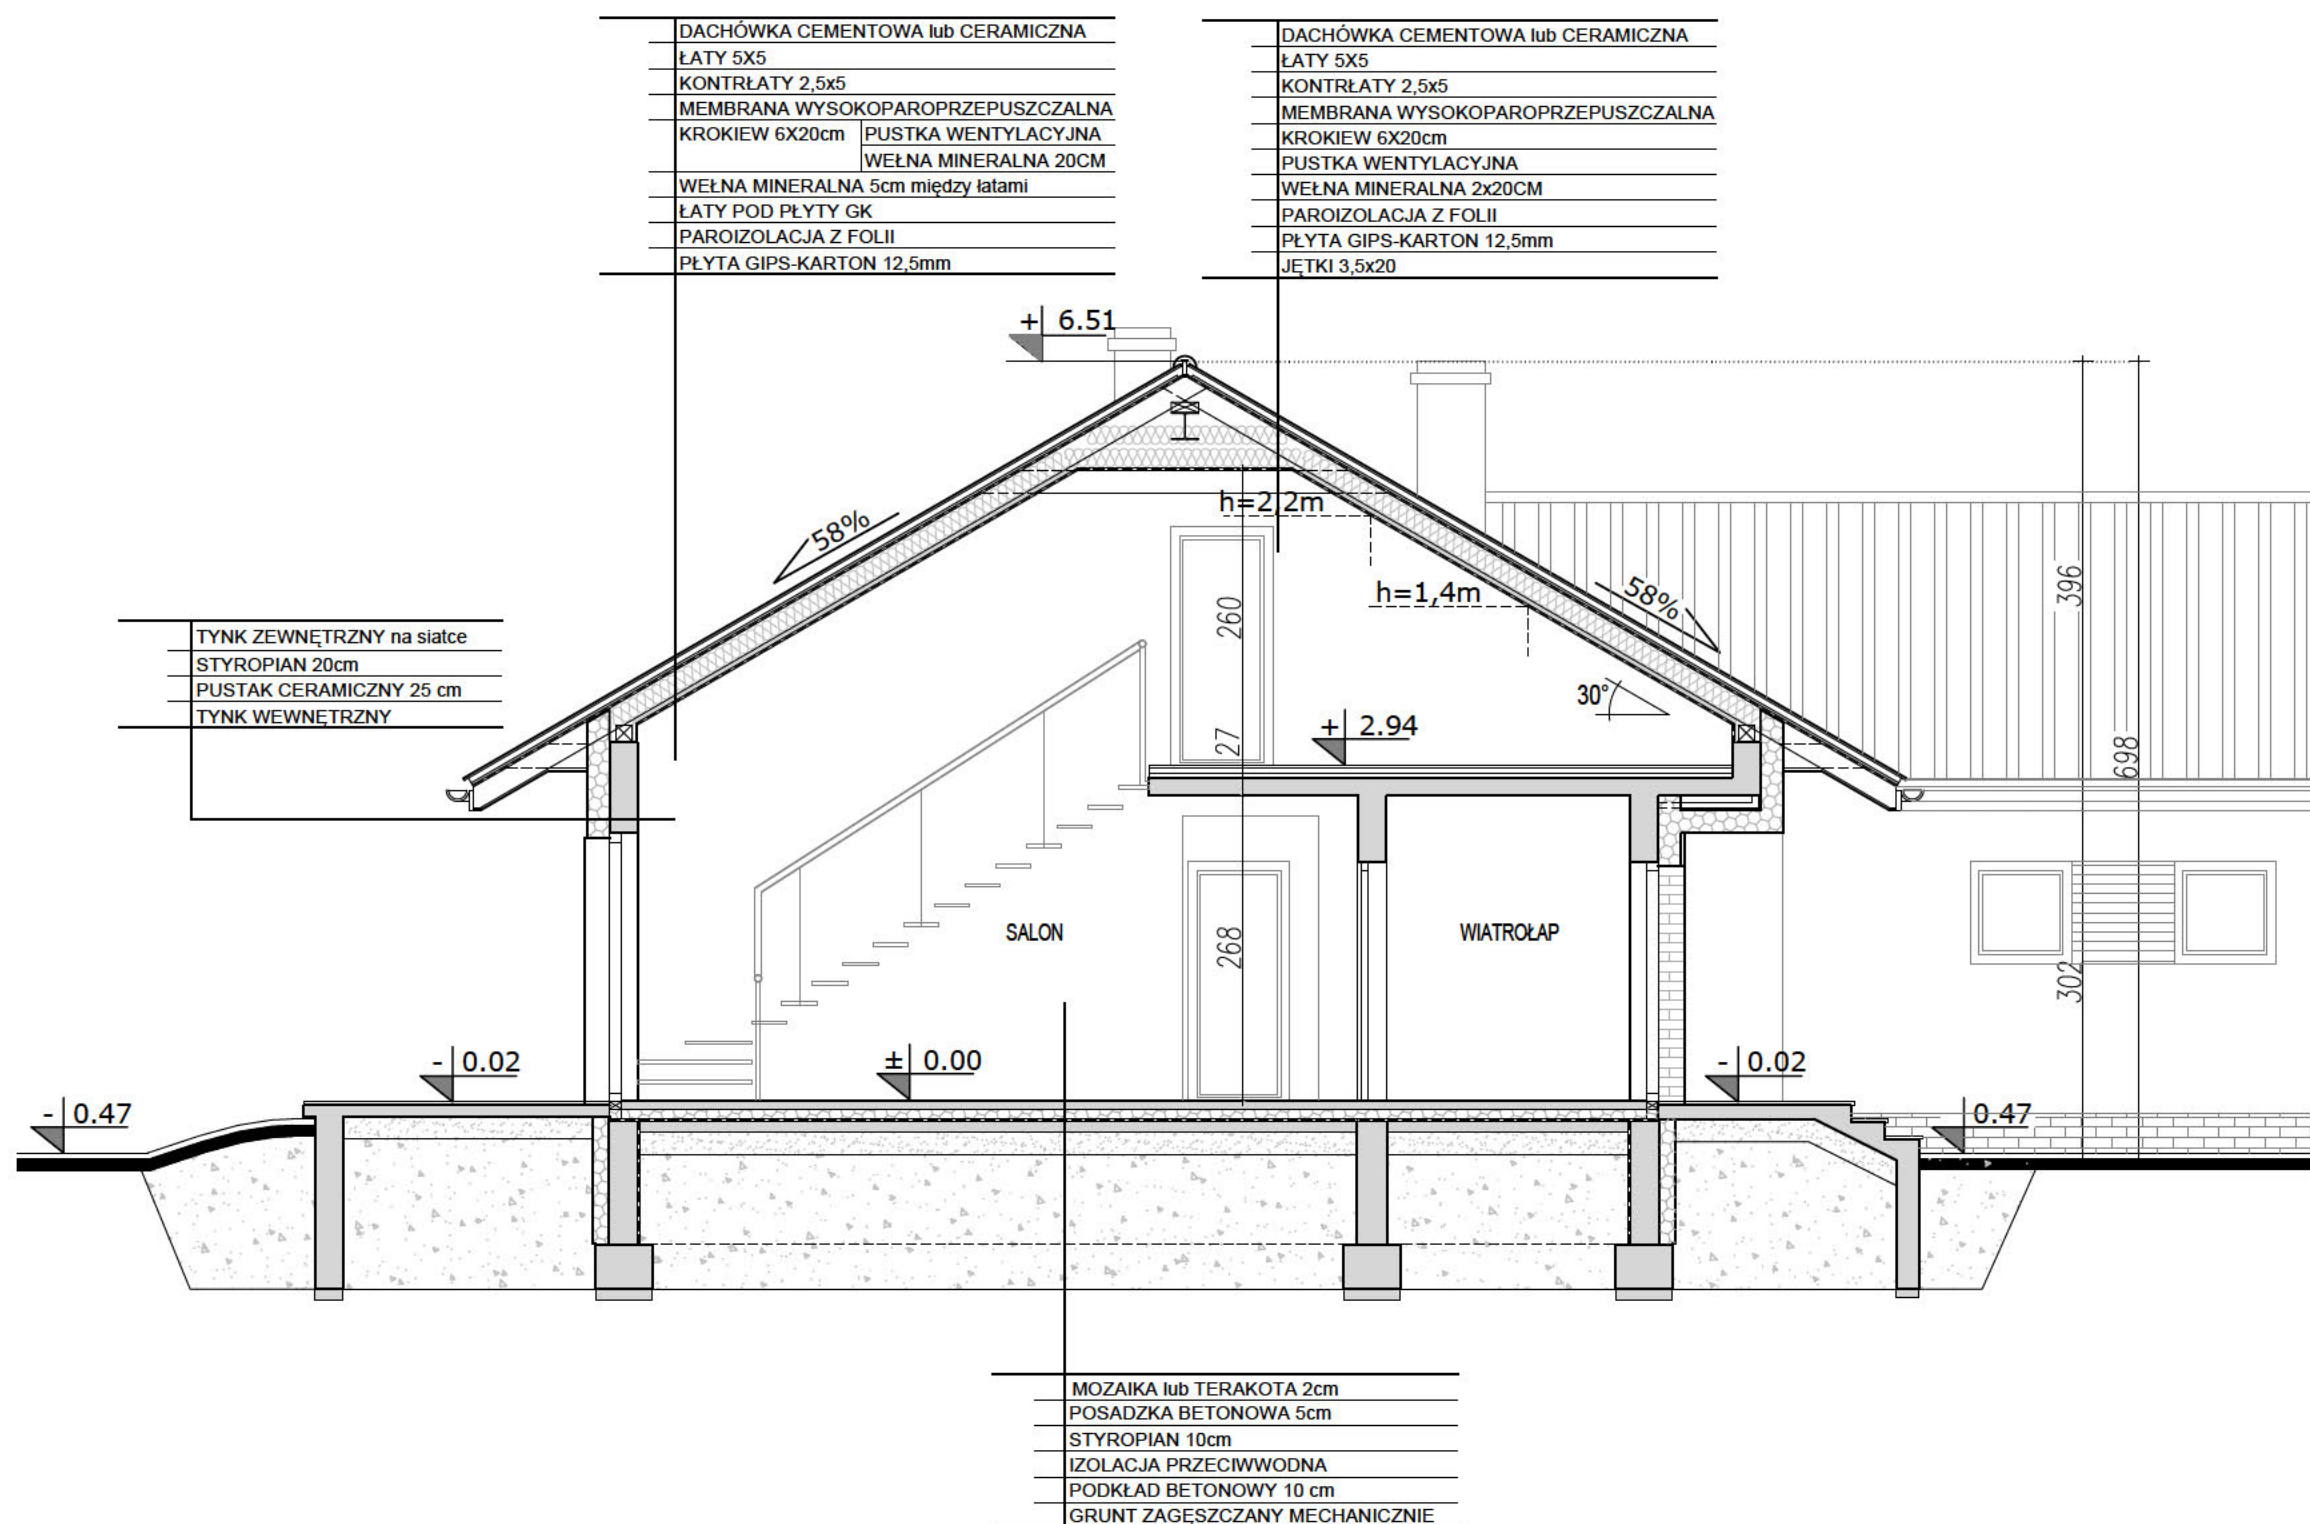 DACHÓWKA CEMENTOWA lub CERAMICZNA
ŁATY 5X5
KONTRŁATY 2,5x5
MEMBRANA WYSOKOPAROPRZEPUSZCZALNA
KROKIEW 6X20cm PUSTKA WENTYLACYJNA
WEŁNA MINERALNA 20CM
WEŁNA MINERALNA 5cm między łatami
ŁATY POD PŁYTY GK
PAROIZOLACJA Z FOLII
PŁYTA GIPS-KARTON 12,5mm
DACHÓWKA CEMENTOWA lub CERAMICZNA
ŁATY 5X5
KONTRŁATY 2,5x5
MEMBRANA WYSOKOPAROPRZEPUSZCZALNA
KROKIEW 6X20cm
PUSTKA WENTYLACYJNA
WEŁNA MINERALNA 2x20CM
PAROIZOLACJA Z FOLII
PŁYTA GIPS-KARTON 12,5mm
JĘTKI 3,5x20
+ 6.51
h=2,2m
58%
h=1,4m
58%
396
260
TYNK ZEWNĘTRZNY na siatce
STYROPIAN 20cm
PUSTAK CERAMICZNY 25 cm
TYNK WEWNĘTRZNY
30°
+ 2.94
27
698
SALON
WIATROŁAP
268
302
- 0.02
± 0.00
- 0.02
- 0.47
0.47
MOZAIKA lub TERAKOTA 2cm
POSADZKA BETONOWA 5cm
STYROPIAN 10cm
IZOLACJA PRZECIWWODNA
PODKŁAD BETONOWY 10 cm
GRUNT ZAGĘSZCZANY MECHANICZNIE